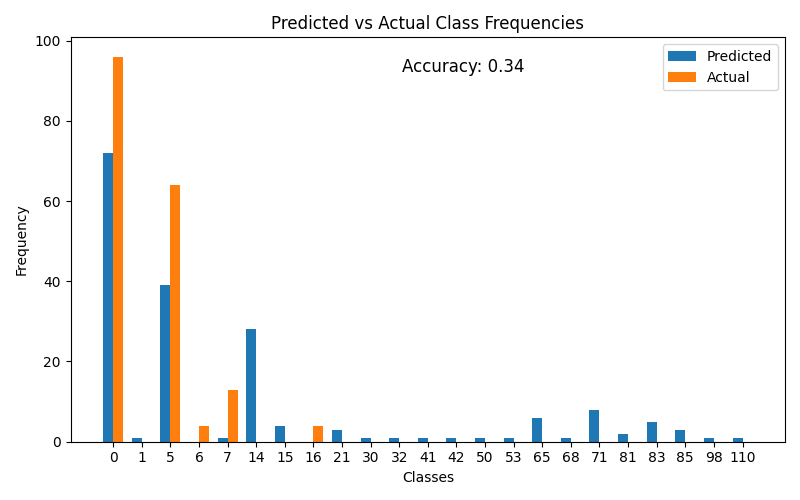 Predicted vs Actual Class Frequencies
Accuracy: 0.34
Predicted
Actual
Frequency
100
80
60
40
20
0
0 1 5 6 7 14 15 16 21 30 32 41 42 50 53 65 68 71 81 83 85 98 110
Classes